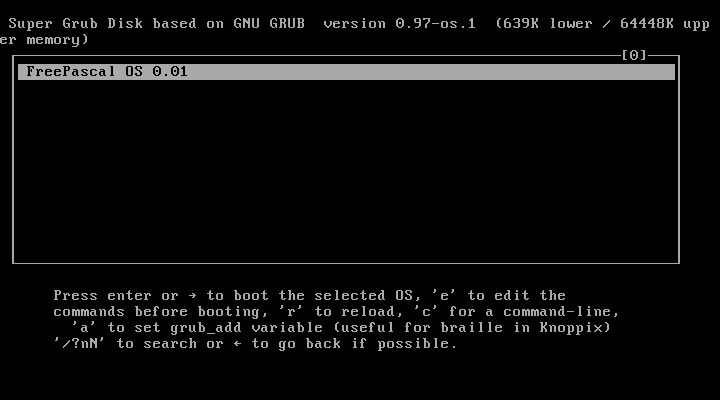 Super Grub Disk based on GNU GRUB  version 0.97-os.1  (639K lower / 64448K upp
er memory)
[0]
FreePascal OS 0.01
Press enter or → to boot the selected OS, 'e' to edit the
commands before booting, 'r' to reload, 'c' for a command-line,
'a' to set grub_add variable (useful for braille in Knoppix)
'/?nN' to search or ← to go back if possible.